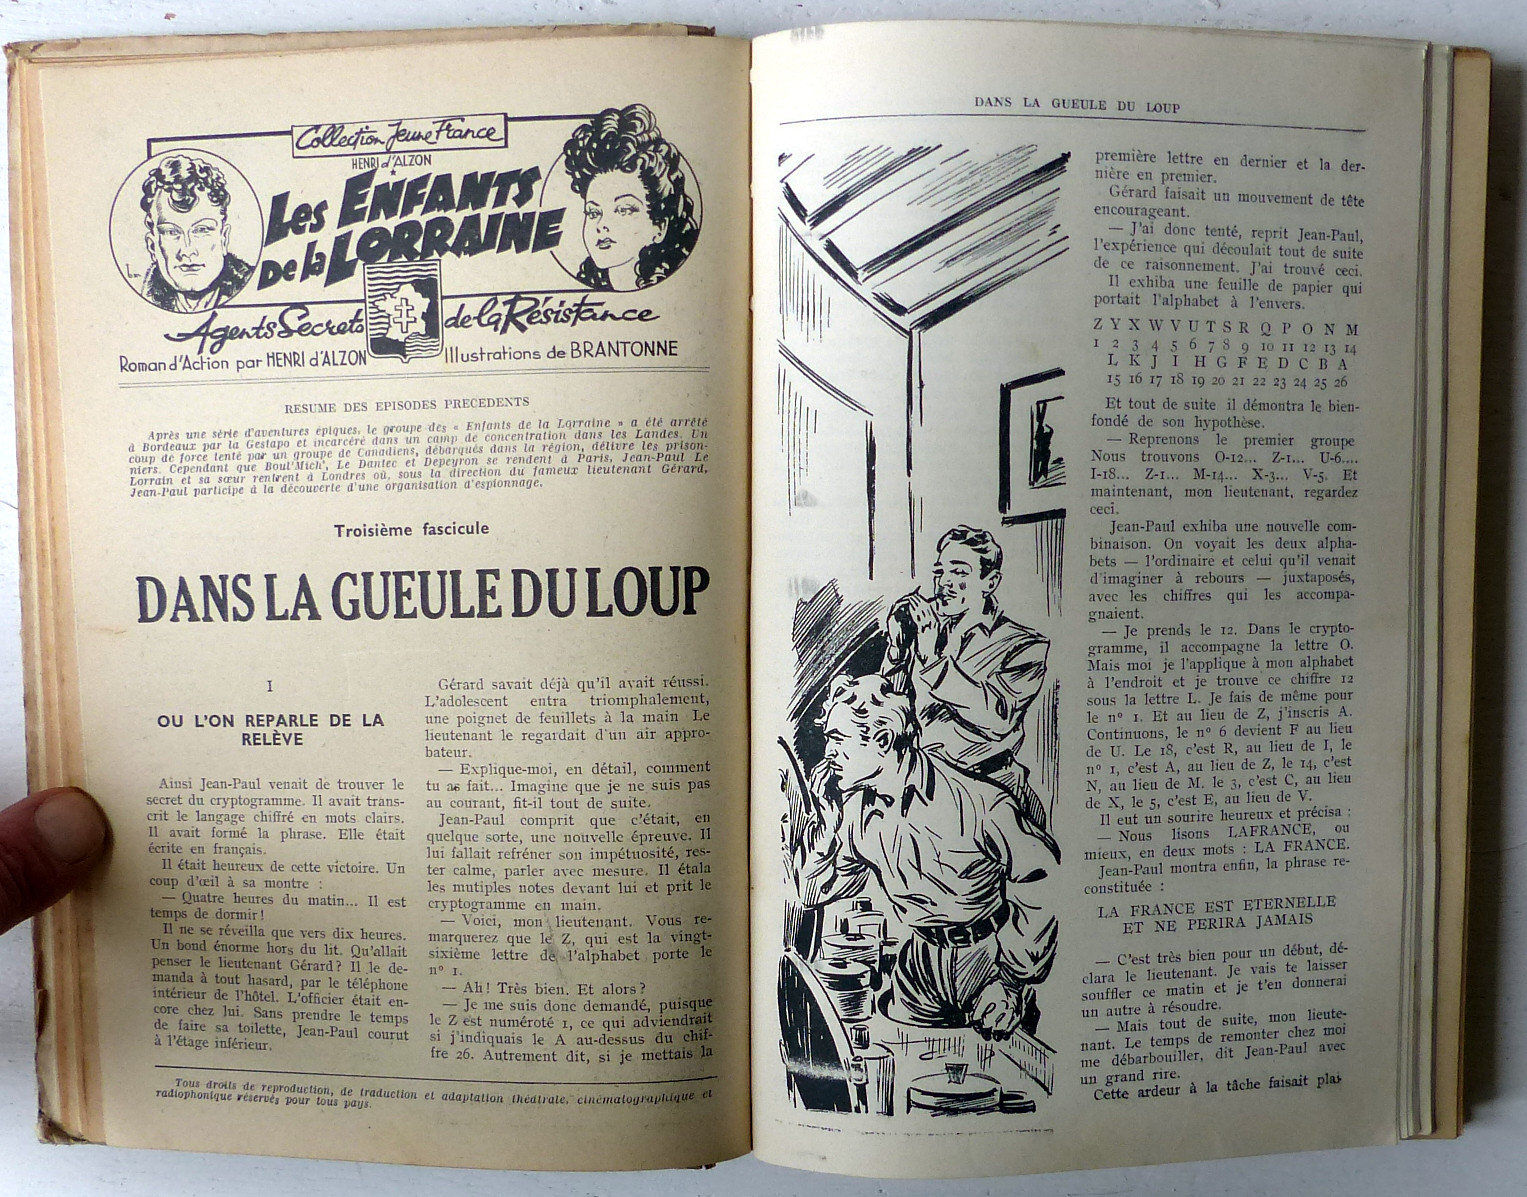 Collection Jeune France
HENRI d'ALZON
Les ENFANTS
De la LORRAINE
Agents Secrets de la Résistance
Roman d'Action par HENRI d'ALZON Illustrations de BRANTONNE
RESUME DES EPISODES PRECEDENTS
Après une série d'aventures épiques, le groupe des « Enfants de la Lorraine » a été arrêté
à Bordeaux par la Gestapo et incarcéré dans un camp de concentration dans les Landes. Un
coup de force tenté par un groupe de Canadiens, débarqués dans la région, délivre les prison-
niers. Cependant que Boul'Mich', Le Dantec et Depeyron se rendent à Paris, Jean-Paul Le
Lorrain et sa sœur rentrent à Londres où, sous la direction du fameux lieutenant Gérard,
Jean-Paul participe à la découverte d'une organisation d'espionnage.
Troisième fascicule
DANS LA GUEULE DU LOUP
I
OU L'ON REPARLE DE LA
RELÈVE
Ainsi Jean-Paul venait de trouver le
secret du cryptogramme. Il avait trans-
crit le langage chiffré en mots clairs.
Il avait formé la phrase. Elle était
écrite en français.
Il était heureux de cette victoire. Un
coup d'œil à sa montre :
— Quatre heures du matin... Il est
temps de dormir!
Il ne se réveilla que vers dix heures.
Un bond énorme hors du lit. Qu'allait
penser le lieutenant Gérard? Il le de-
manda à tout hasard, par le téléphone
intérieur de l'hôtel. L'officier était en-
core chez lui. Sans prendre le temps
de faire sa toilette, Jean-Paul courut
à l'étage inférieur.
Gérard savait déjà qu'il avait réussi.
L'adolescent entra triomphalement,
une poignet de feuillets à la main Le
lieutenant le regardait d'un air appro-
bateur.
— Explique-moi, en détail, comment
tu as fait... Imagine que je ne suis pas
au courant, fit-il tout de suite.
Jean-Paul comprit que c'était, en
quelque sorte, une nouvelle épreuve. Il
lui fallait refréner son impétuosité, res-
ter calme, parler avec mesure. Il étala
les mutiples notes devant lui et prit le
cryptogramme en main.
— Voici, mon lieutenant. Vous re-
marquerez que le Z, qui est la vingt-
sixième lettre de l'alphabet porte le
n° 1.
— Ah! Très bien. Et alors?
— Je me suis donc demandé, puisque
le Z est numéroté 1, ce qui adviendrait
si j'indiquais le A au-dessus du chif-
fre 26. Autrement dit, si je mettais la
Tous droits de reproduction, de traduction et adaptation théâtrale, cinématographique et
radiophonique réservés pour tous pays.
DANS LA GUEULE DU LOUP
première lettre en dernier et la der-
nière en premier.
Gérard faisait un mouvement de tête
encourageant.
— J'ai donc tenté, reprit Jean-Paul,
l'expérience qui découlait tout de suite
de ce raisonnement. J'ai trouvé ceci.
Il exhiba une feuille de papier qui
portait l'alphabet à l'envers.
Z Y X W V U T S R Q P O N M
1 2 3 4 5 6 7 8 9 10 11 12 13 14
L K J I H G F E D C B A
15 16 17 18 19 20 21 22 23 24 25 26
Et tout de suite il démontra le bien-
fondé de son hypothèse.
— Reprenons le premier groupe
Nous trouvons O-12... Z-1... U-6....
I-18... Z-1... M-14... X-3... V-5. Et
maintenant, mon lieutenant, regardez
ceci.
Jean-Paul exhiba une nouvelle com-
binaison. On voyait les deux alpha-
bets — l'ordinaire et celui qu'il venait
d'imaginer à rebours — juxtaposés,
avec les chiffres qui les accompa-
gnaient.
— Je prends le 12. Dans le crypto-
gramme, il accompagne la lettre O.
Mais moi je l'applique à mon alphabet
à l'endroit et je trouve ce chiffre 12
sous la lettre L. Je fais de même pour
le n° 1. Et au lieu de Z, j'inscris A.
Continuons, le n° 6 devient F au lieu
de U. Le 18, c'est R, au lieu de I, le
n° 1, c'est A, au lieu de Z, le 14, c'est
N, au lieu de M. le 3, c'est C, au lieu
de X, le 5, c'est E, au lieu de V.
Il eut un sourire heureux et précisa :
— Nous lisons LAFRANCE, ou
mieux, en deux mots : LA FRANCE.
Jean-Paul montra enfin, la phrase re-
constituée :
LA FRANCE EST ETERNELLE
ET NE PERIRA JAMAIS
— C'est très bien pour un début, dé-
clara le lieutenant. Je vais te laisser
souffler ce matin et je t'en donnerai
un autre à résoudre.
— Mais tout de suite, mon lieute-
nant. Le temps de remonter chez moi
me débarbouiller, dit Jean-Paul avec
un grand rire.
Cette ardeur à la tâche faisait plai-